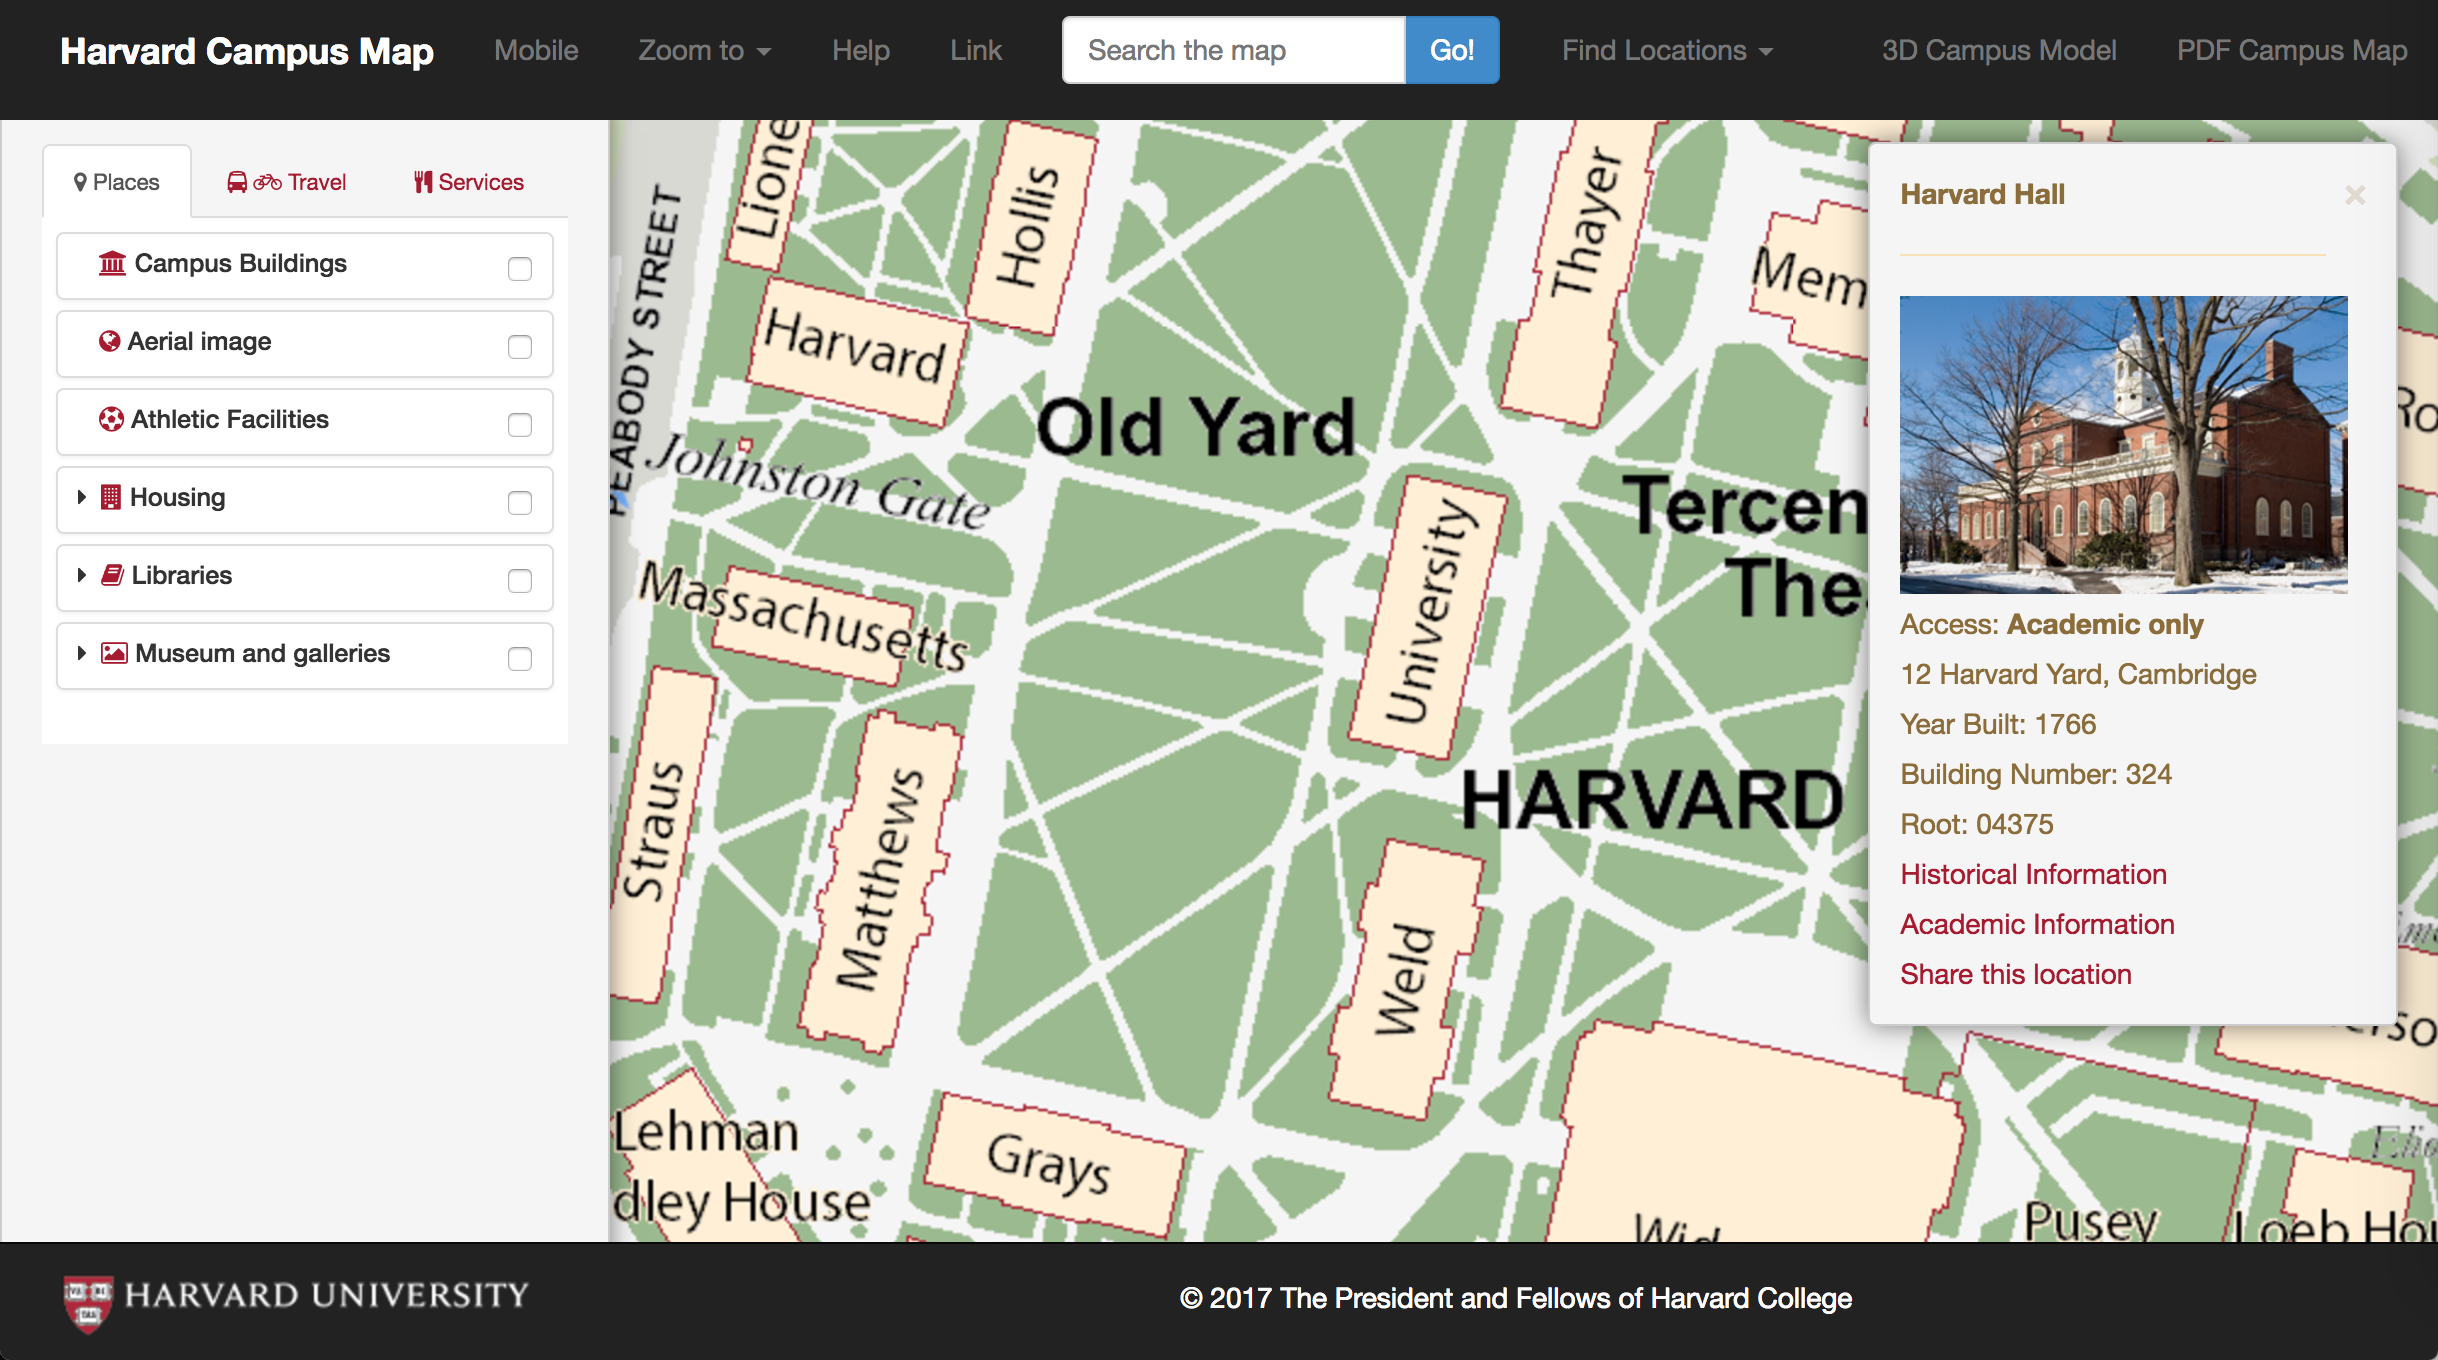 Harvard Campus Map
Mobile
Zoom to
Help
Link
Search the map
Go!
Find Locations
3D Campus Model
PDF Campus Map
Places
Travel
Services
Campus Buildings
Aerial image
Athletic Facilities
Housing
Libraries
Museum and galleries
Lione
Hollis
Thayer
Mem
PEABODY STREET
Harvard
Old Yard
Johnston Gate
Tercen
The
University
Massachusetts
HARVARD
Straus
Matthews
Weld
Lehman
dley House
Grays
Wid
Pusey
Loeb Hou
Ro
erso
Elio
Harvard Hall
×
Access: Academic only
12 Harvard Yard, Cambridge
Year Built: 1766
Building Number: 324
Root: 04375
Historical Information
Academic Information
Share this location
HARVARD UNIVERSITY
© 2017 The President and Fellows of Harvard College